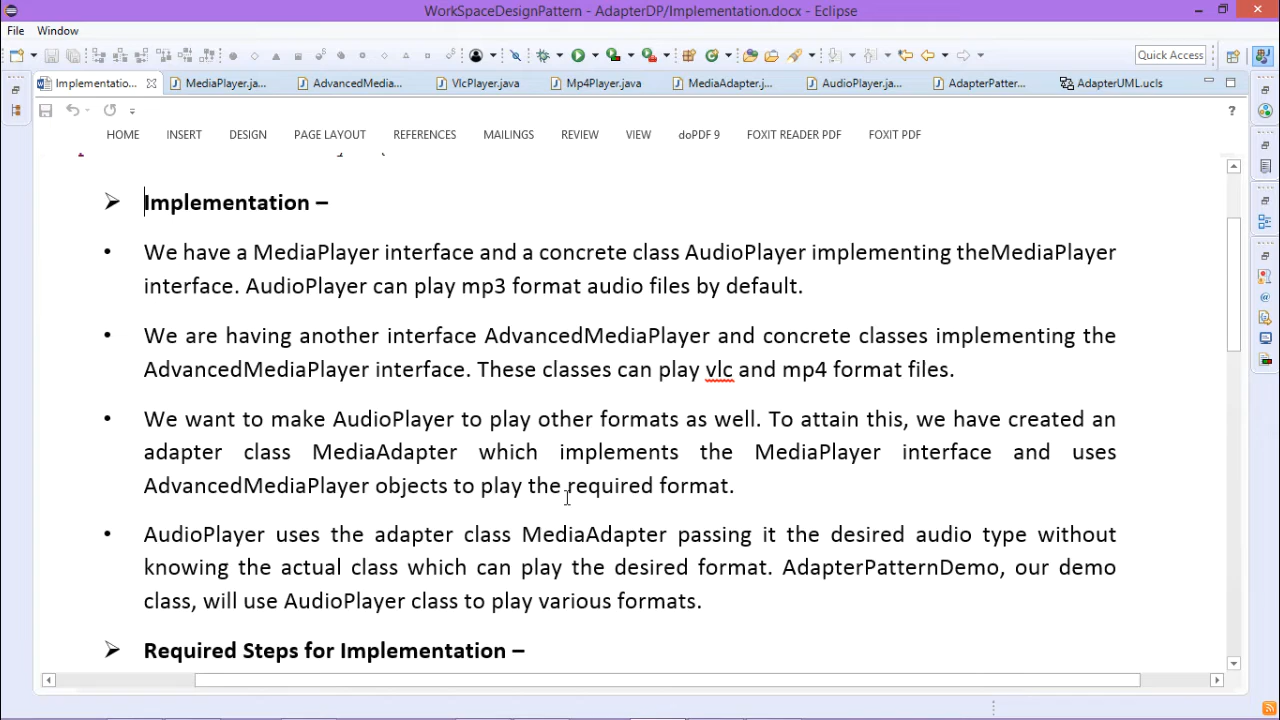 WorkSpaceDesignPattern - AdapterDP/Implementation.docx - Eclipse
File Window
Quick Access
Implementatio... MediaPlayer.ja... AdvancedMedia... VlcPlayer.java Mp4Player.java MediaAdapter.j... AudioPlayer.ja... AdapterPatter... AdapterUML.ucls
HOME INSERT DESIGN PAGE LAYOUT REFERENCES MAILINGS REVIEW VIEW doPDF 9 FOXIT READER PDF FOXIT PDF
➢ Implementation –
• We have a MediaPlayer interface and a concrete class AudioPlayer implementing theMediaPlayer
interface. AudioPlayer can play mp3 format audio files by default.
• We are having another interface AdvancedMediaPlayer and concrete classes implementing the
AdvancedMediaPlayer interface. These classes can play vlc and mp4 format files.
• We want to make AudioPlayer to play other formats as well. To attain this, we have created an
adapter class MediaAdapter which implements the MediaPlayer interface and uses
AdvancedMediaPlayer objects to play the required format.
• AudioPlayer uses the adapter class MediaAdapter passing it the desired audio type without
knowing the actual class which can play the desired format. AdapterPatternDemo, our demo
class, will use AudioPlayer class to play various formats.
➢ Required Steps for Implementation –